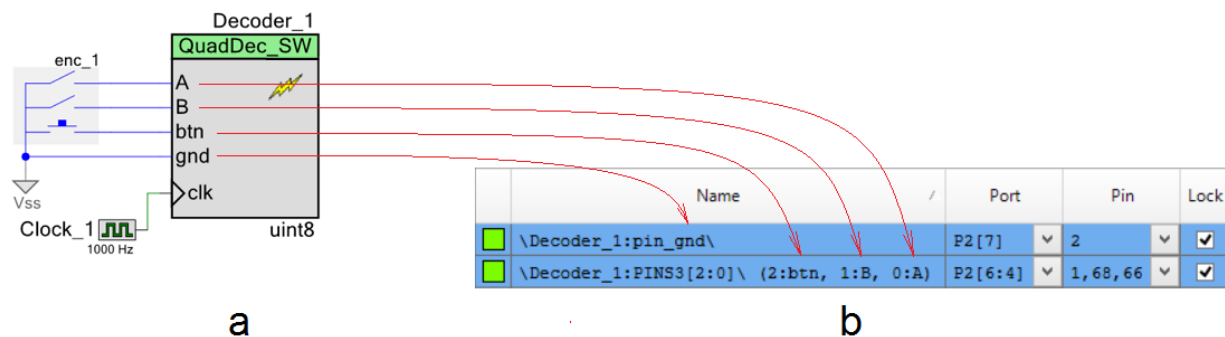 Decoder_1
QuadDec_SW
enc_1
A
B
btn
gnd
clk
Vss
Clock_1
1000 Hz
uint8
Name / Port Pin Lock
\Decoder_1:pin_gnd\ P2[7] 2
\Decoder_1:PINS3[2:0]\ (2:btn, 1:B, 0:A) P2[6:4] 1,68,66
a b